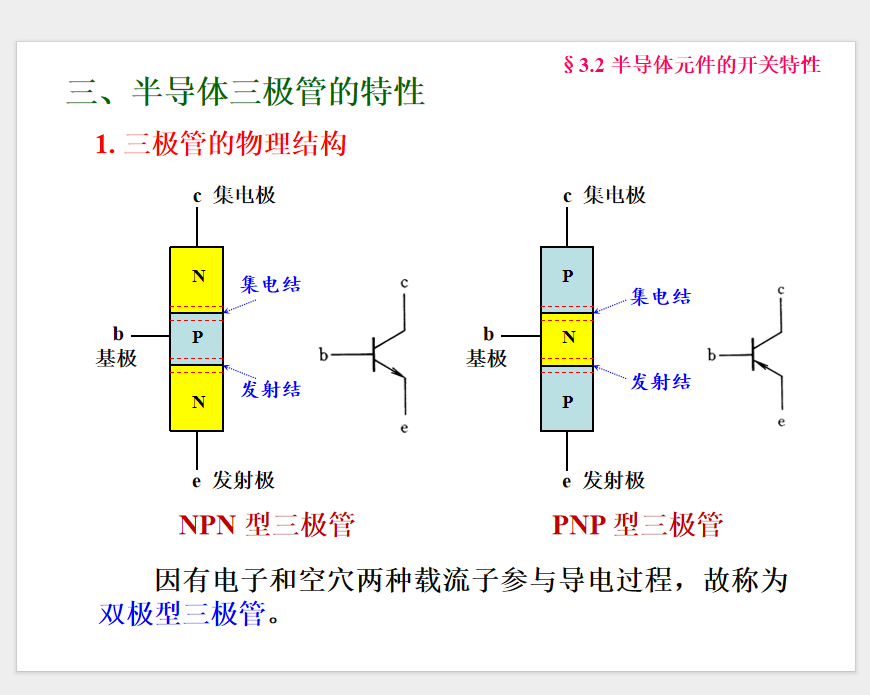 §3.2 半导体元件的开关特性
三、半导体三极管的特性
1. 三极管的物理结构
c 集电极
N
集电结
P
b
基极
发射结
N
e 发射极
c
b
e
NPN 型三极管
c 集电极
P
集电结
N
b
基极
发射结
P
e 发射极
c
b
e
PNP 型三极管
因有电子和空穴两种载流子参与导电过程，故称为
双极型三极管。